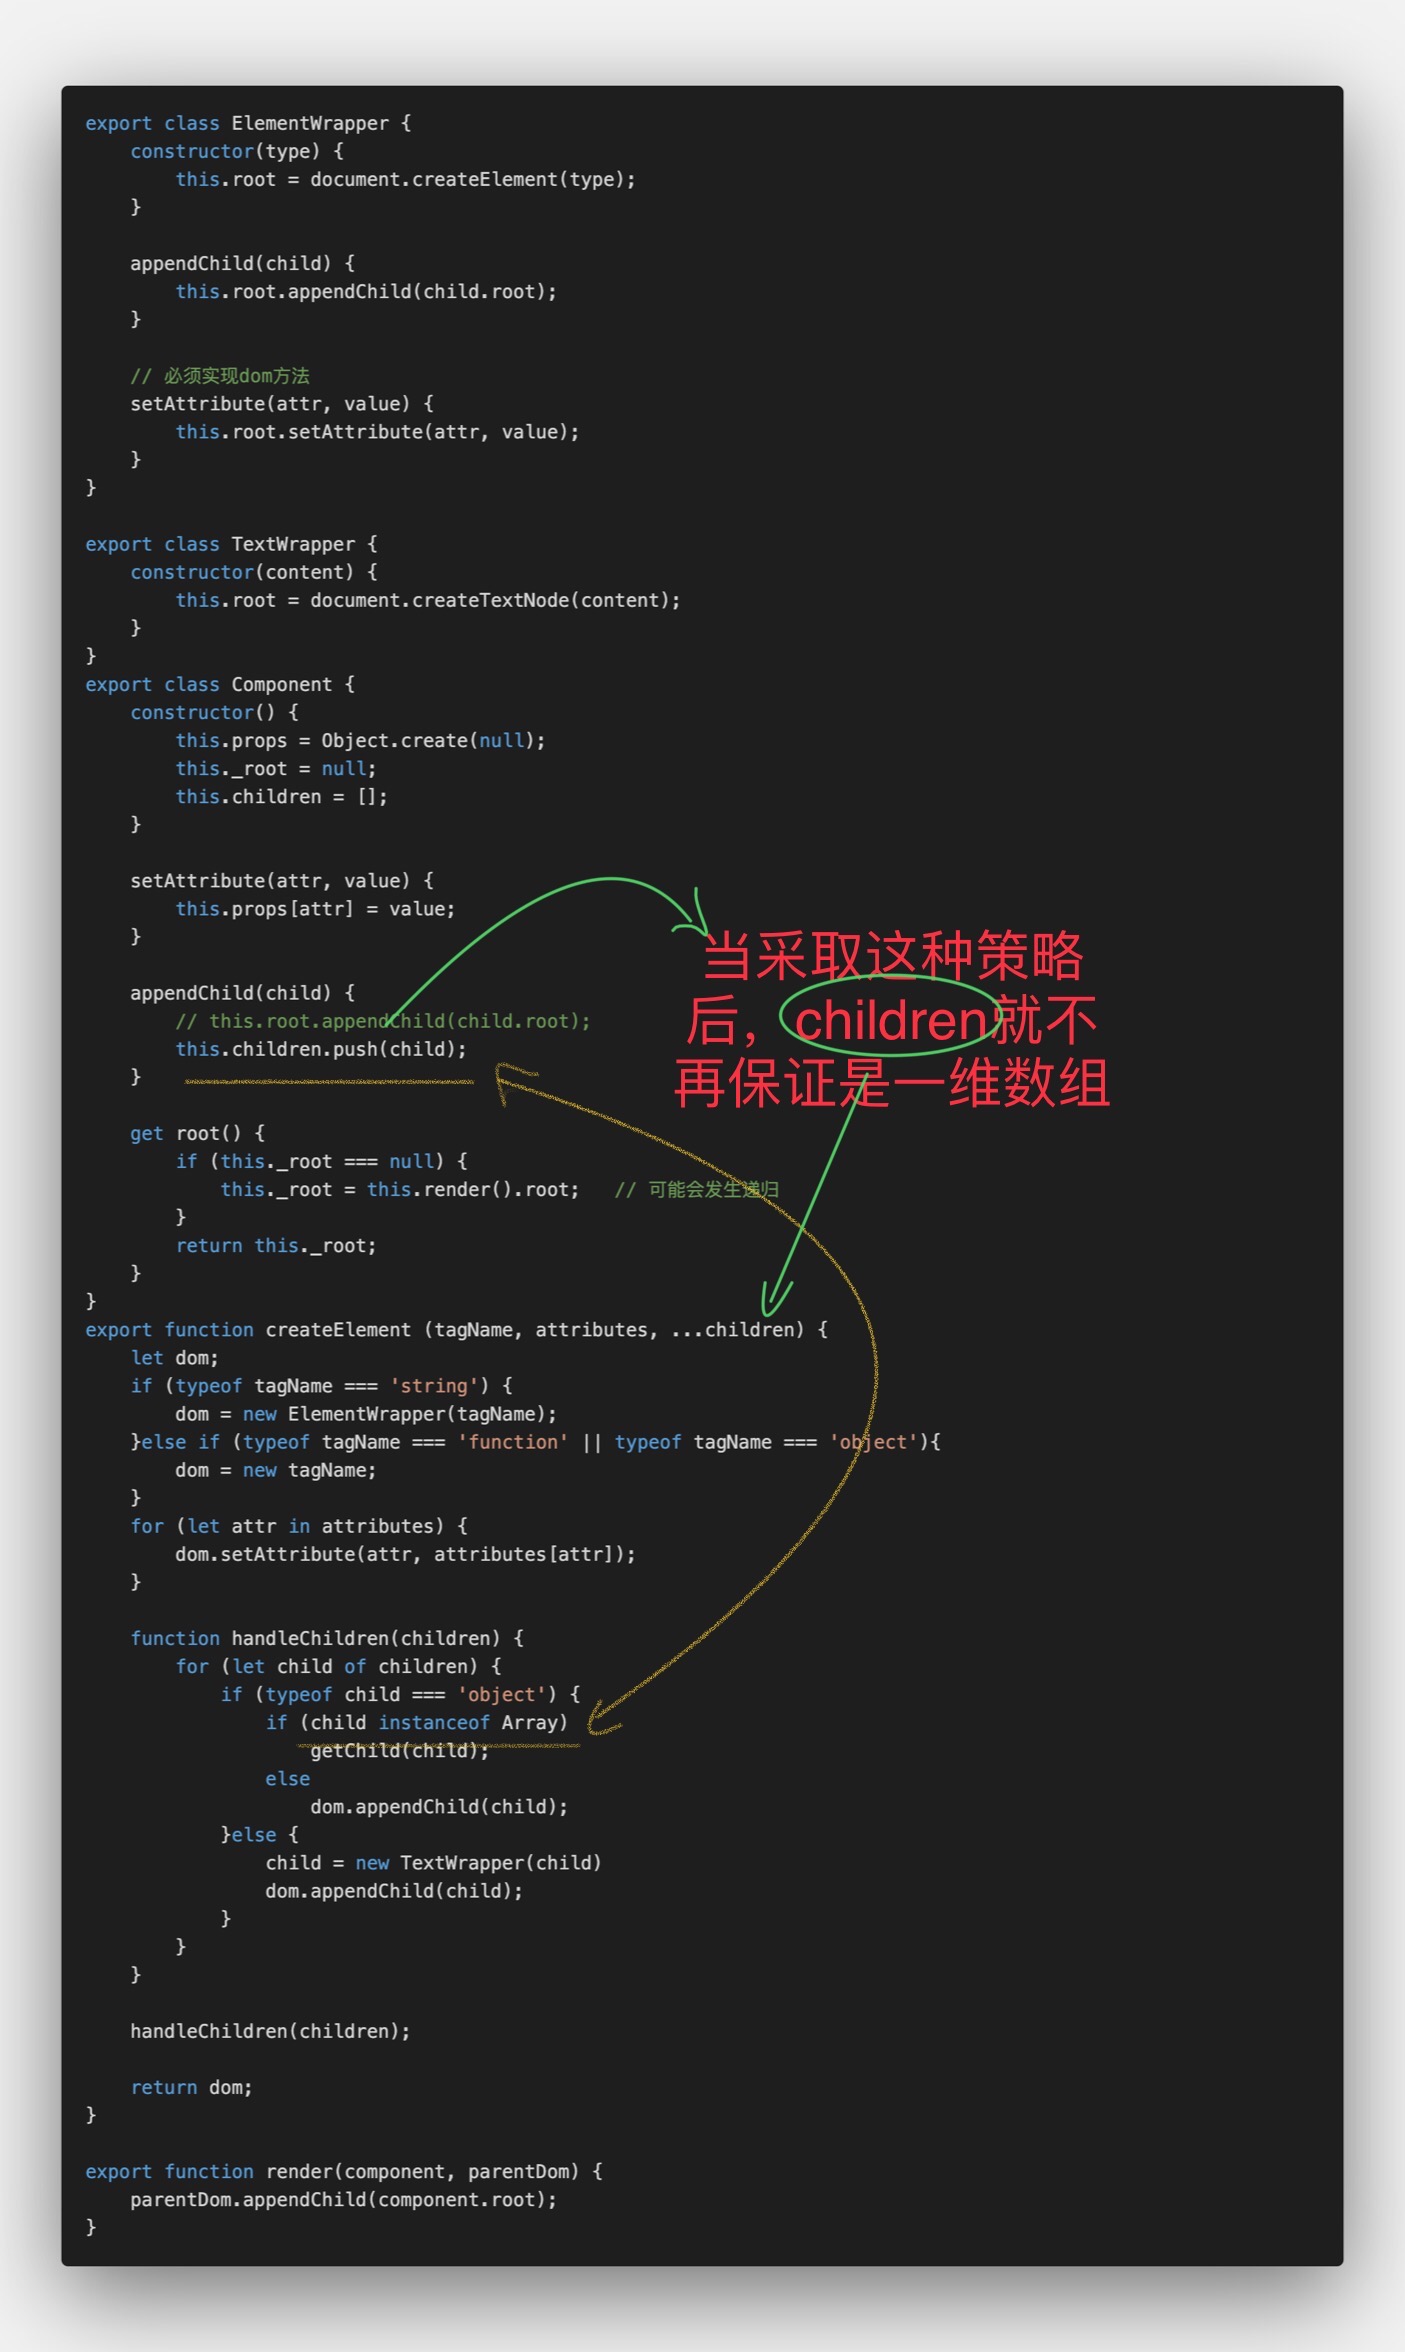 export class ElementWrapper {
    constructor(type) {
        this.root = document.createElement(type);
    }

    appendChild(child) {
        this.root.appendChild(child.root);
    }

    // 必须实现dom方法
    setAttribute(attr, value) {
        this.root.setAttribute(attr, value);
    }
}

export class TextWrapper {
    constructor(content) {
        this.root = document.createTextNode(content);
    }
}
export class Component {
    constructor() {
        this.props = Object.create(null);
        this._root = null;
        this.children = [];
    }

    setAttribute(attr, value) {
        this.props[attr] = value;
    }

    appendChild(child) {
        // this.root.appendChild(child.root);
        this.children.push(child);
    }

    get root() {
        if (this._root === null) {
            this._root = this.render().root;   // 可能会发生递归
        }
        return this._root;
    }
}
当采取这种策略
后，children就不
再保证是一维数组
export function createElement (tagName, attributes, ...children) {
    let dom;
    if (typeof tagName === 'string') {
        dom = new ElementWrapper(tagName);
    }else if (typeof tagName === 'function' || typeof tagName === 'object'){
        dom = new tagName;
    }
    for (let attr in attributes) {
        dom.setAttribute(attr, attributes[attr]);
    }

    function handleChildren(children) {
        for (let child of children) {
            if (typeof child === 'object') {
                if (child instanceof Array)
                    getChild(child);
                else
                    dom.appendChild(child);
            }else {
                child = new TextWrapper(child)
                dom.appendChild(child);
            }
        }
    }

    handleChildren(children);

    return dom;
}

export function render(component, parentDom) {
    parentDom.appendChild(component.root);
}